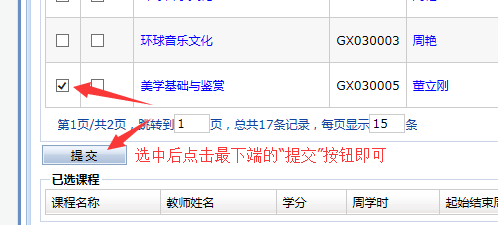 环球音乐文化 GX030003 周艳
美学基础与鉴赏 GX030005 董立刚
第1页/共2页，跳转到 1 页，总共17条记录，每页显示 15 条
提交 选中后点击最下端的“提交”按钮即可
已选课程
课程名称 教师姓名 学分 周学时 起始结束周